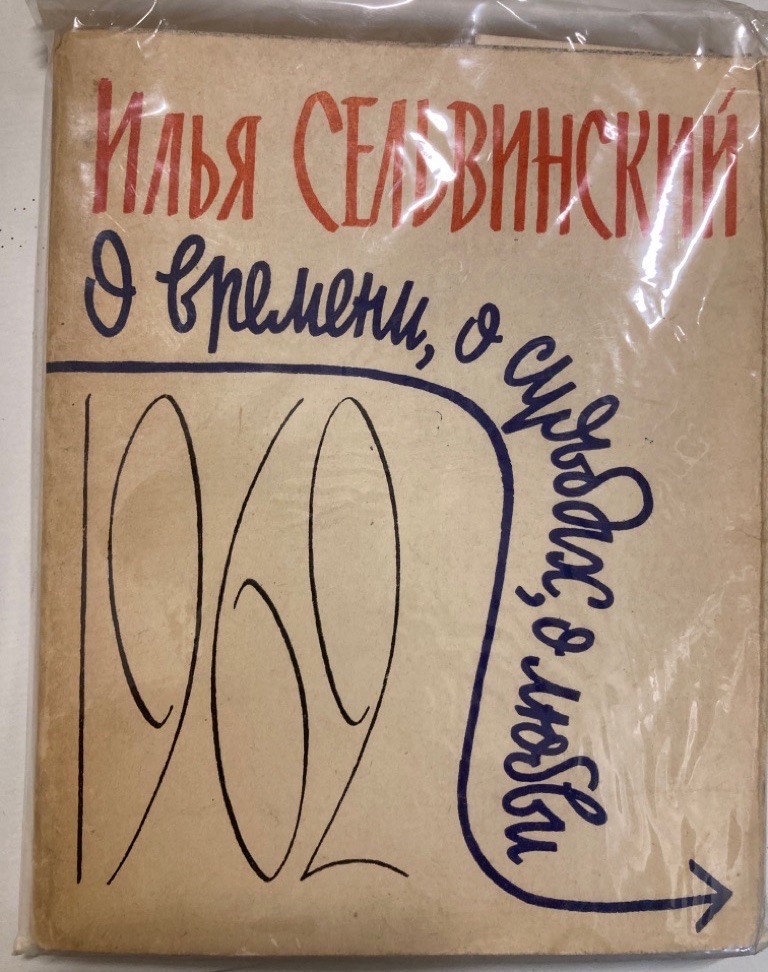 Илья СЕЛЬВИНСКИЙ
О времени, о судьбах, о любви
1962